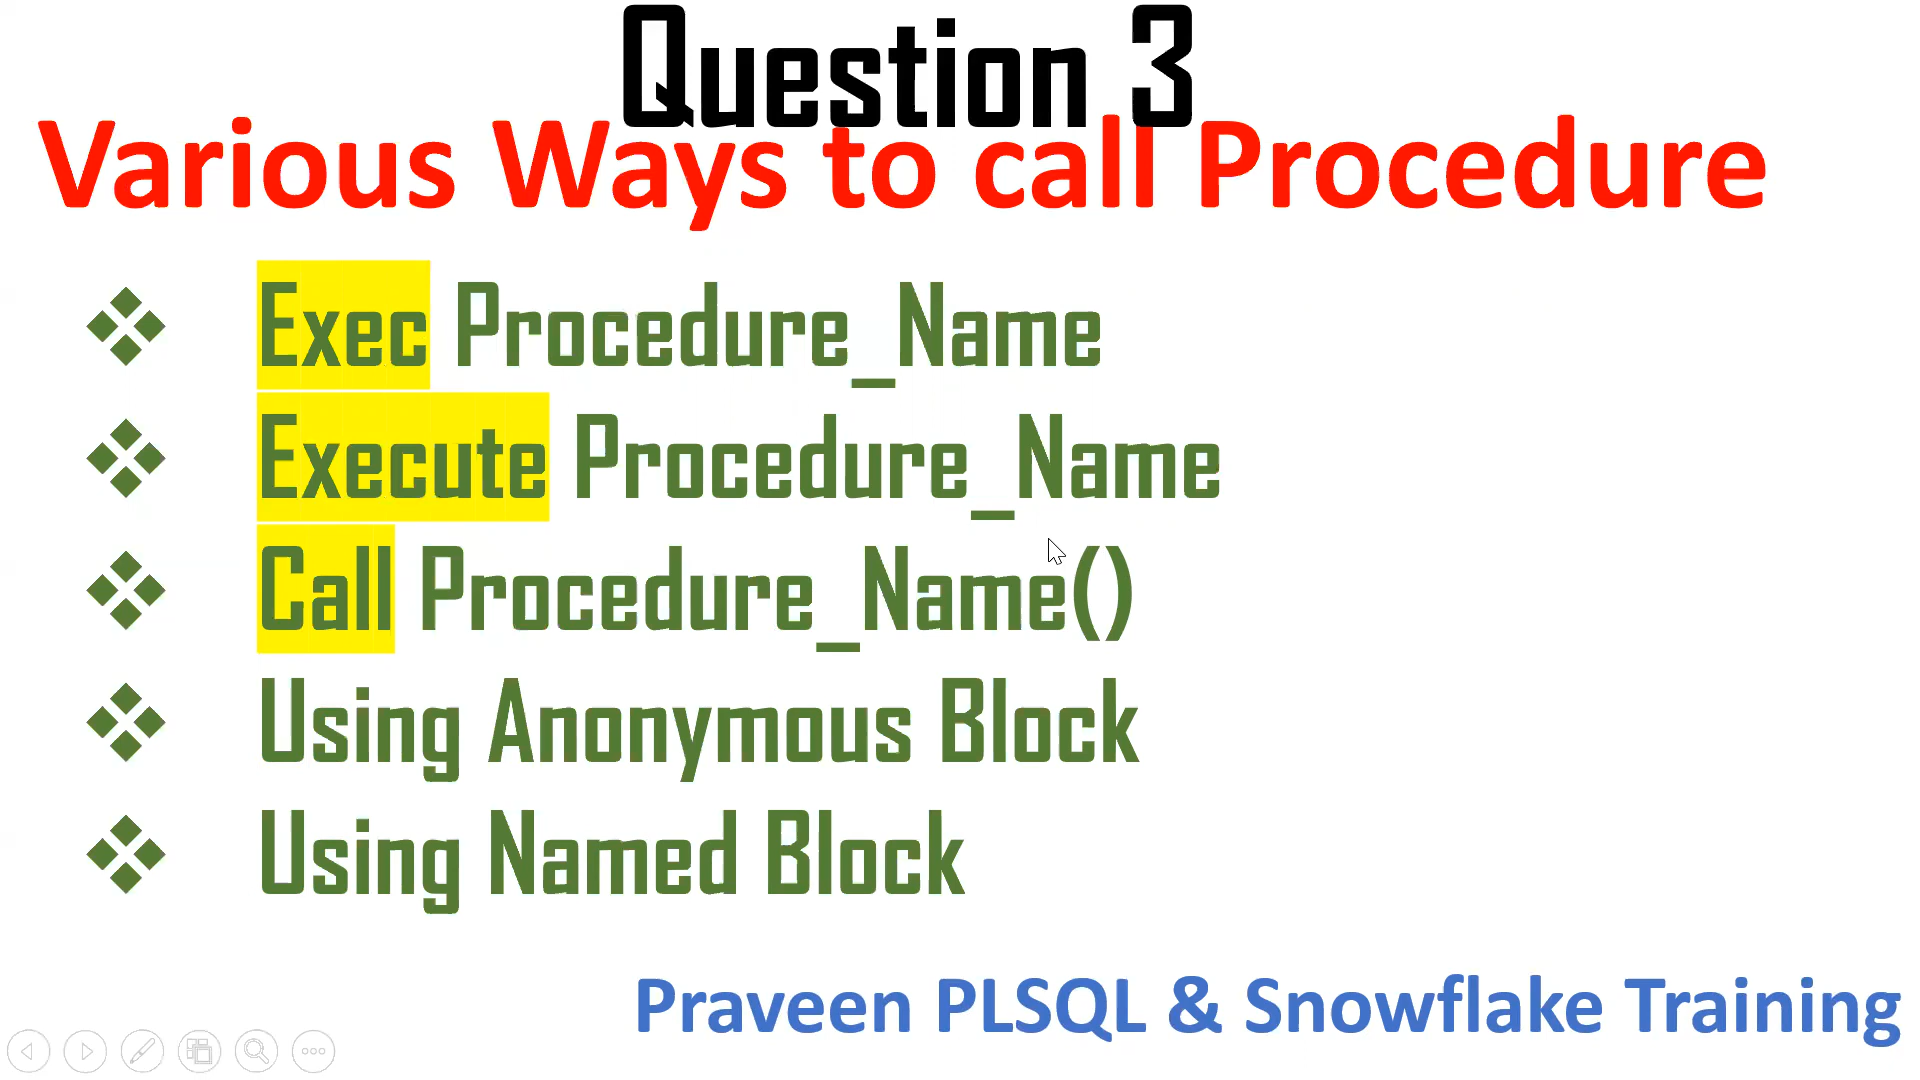 Question 3
Various Ways to call Procedure
Exec Procedure_Name
Execute Procedure_Name
Call Procedure_Name()
Using Anonymous Block
Using Named Block
Praveen PLSQL & Snowflake Training